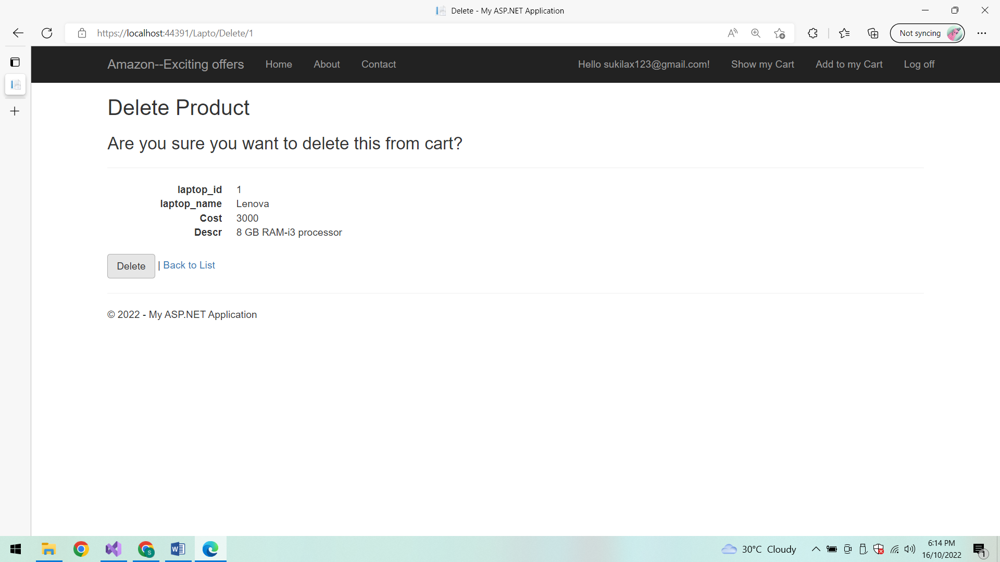 Delete - My ASP.NET Application
https://localhost:44391/Lapto/Delete/1
Not syncing
Amazon--Exciting offers Home About Contact Hello sukilax123@gmail.com! Show my Cart Add to my Cart Log off
Delete Product
Are you sure you want to delete this from cart?
laptop_id 1
laptop_name Lenova
Cost 3000
Descr 8 GB RAM-i3 processor
Delete | Back to List
© 2022 - My ASP.NET Application
30°C Cloudy
6:14 PM
16/10/2022
1